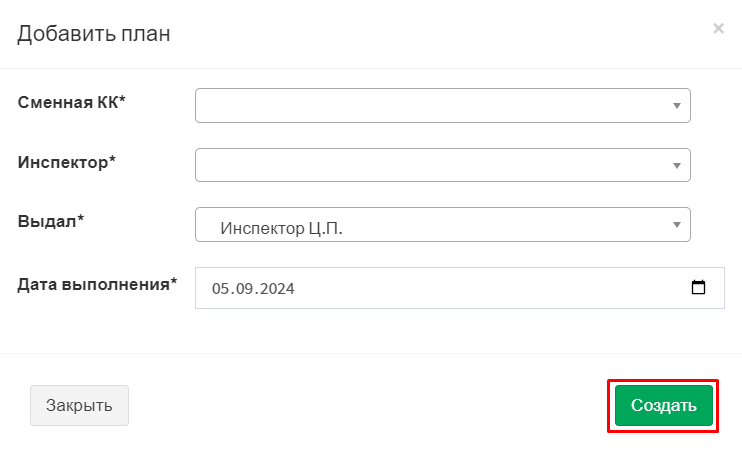 Добавить план ×
Сменная КК*
Инспектор*
Выдал* Инспектор Ц.П.
Дата выполнения* 05.09.2024
Закрыть Создать